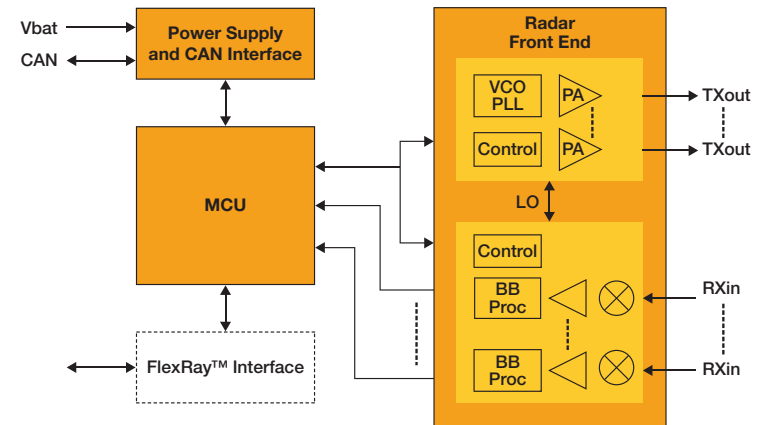 Vbat
CAN
Power Supply
and CAN Interface
MCU
FlexRay™ Interface
Radar
Front End
VCO
PLL
PA
TXout
Control
PA
TXout
LO
Control
BB
Proc
RXin
BB
Proc
RXin